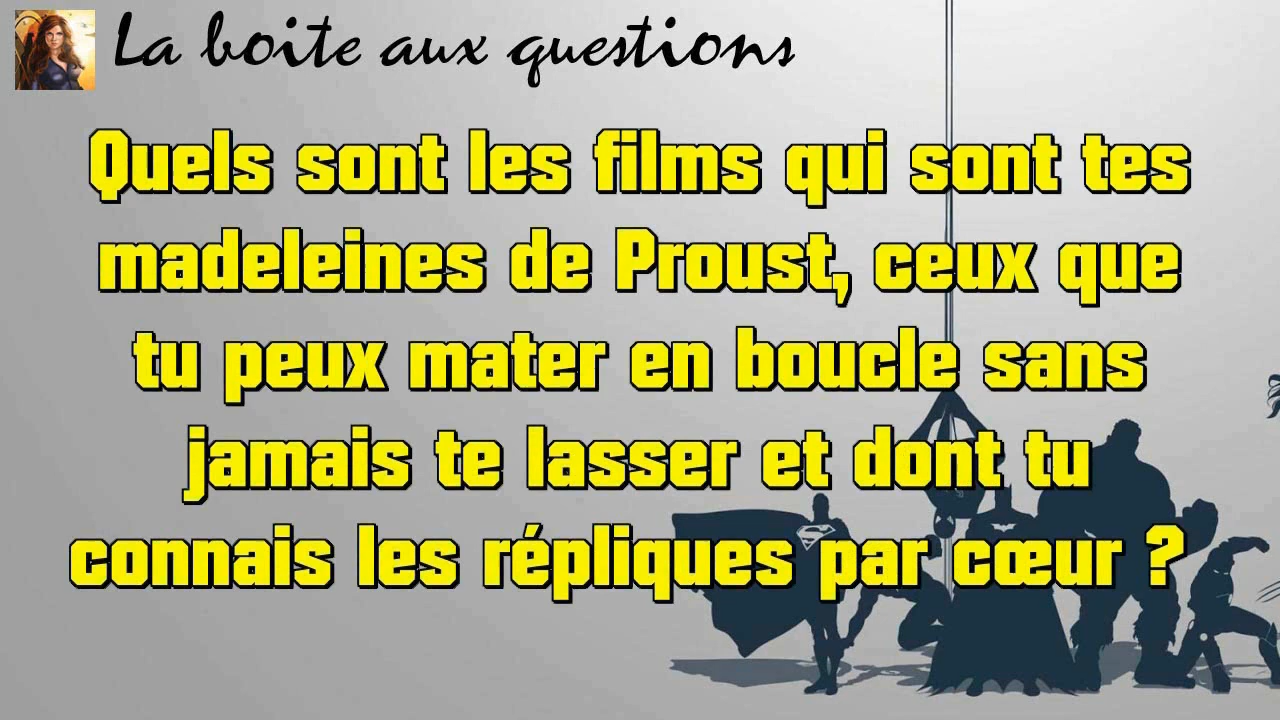 La boite aux questions
Quels sont les films qui sont tes
madeleines de Proust, ceux que
tu peux mater en boucle sans
jamais te lasser et dont tu
connais les répliques par cœur ?